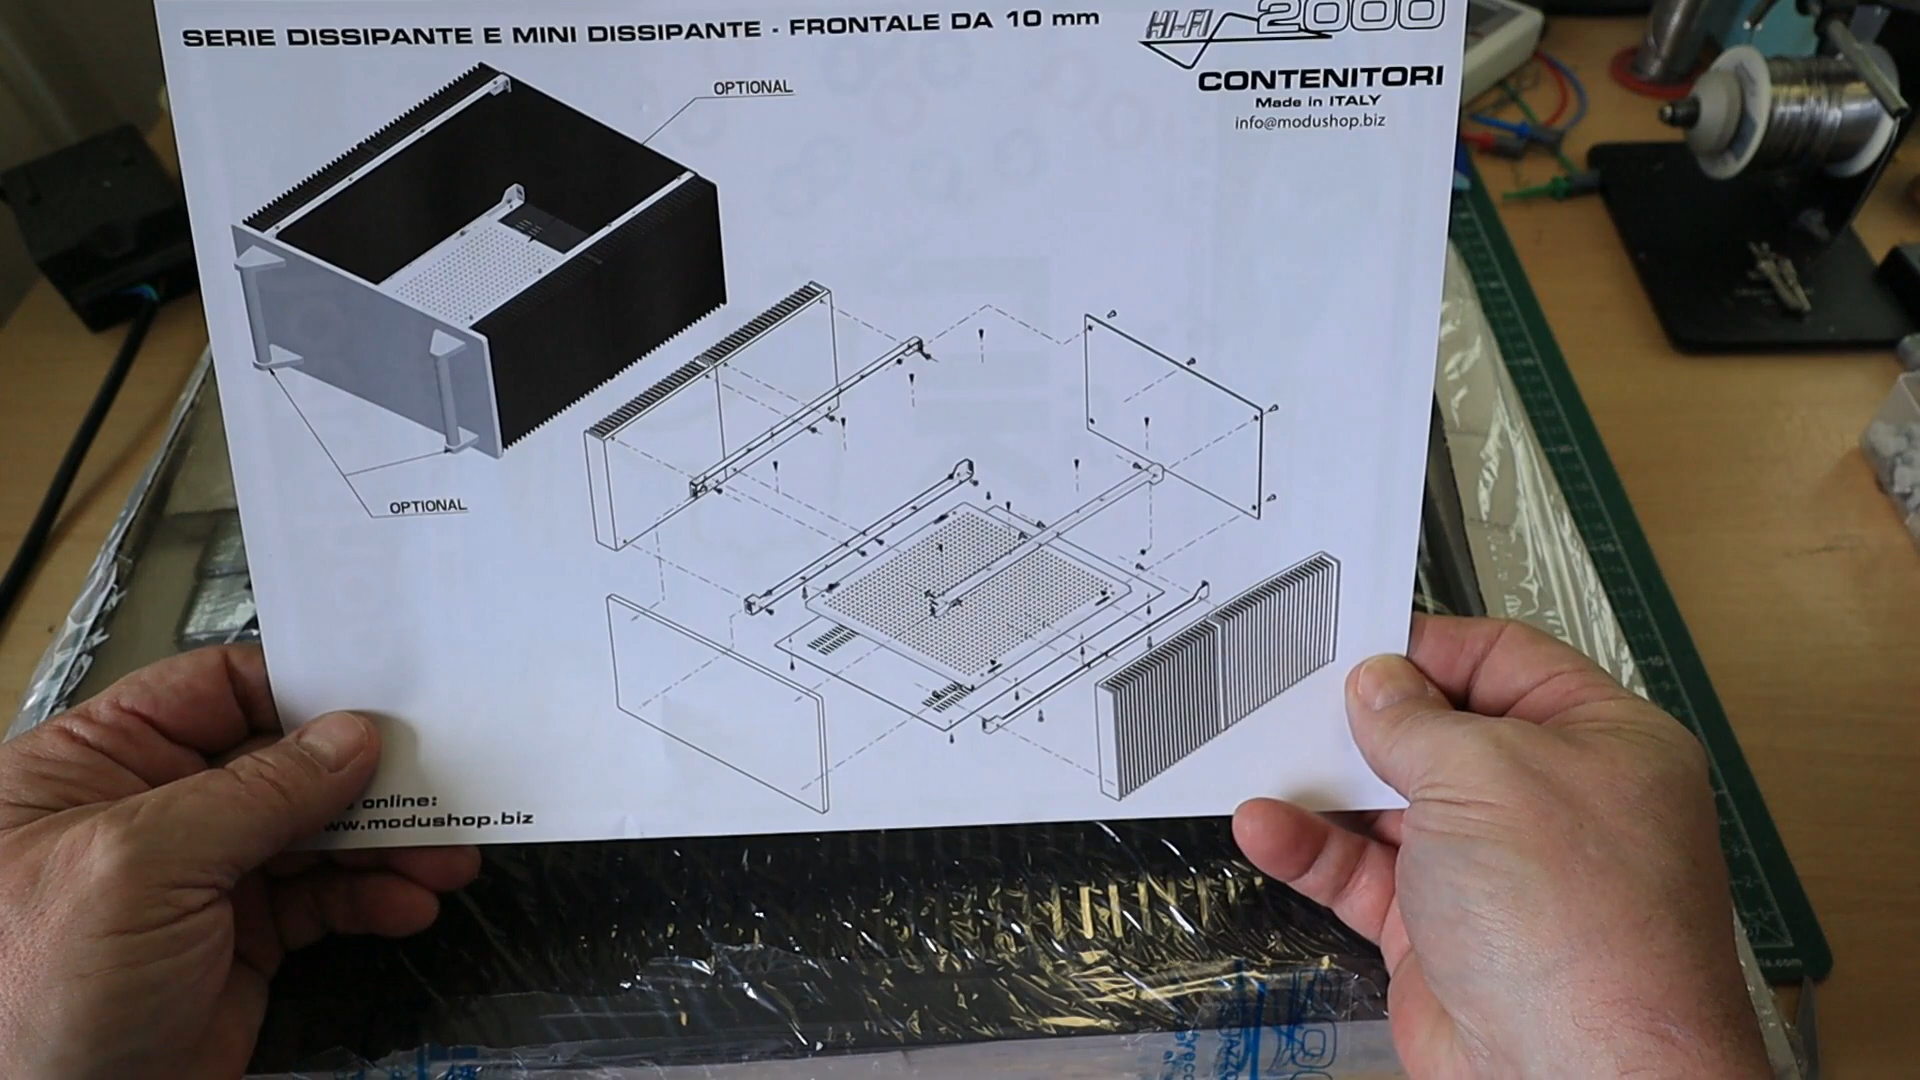 SERIE DISSIPANTE E MINI DISSIPANTE - FRONTALE DA 10 mm
HI-FI 2000
CONTENITORI
Made in ITALY
info@modushop.biz
OPTIONAL
OPTIONAL
online:
ww.modushop.biz